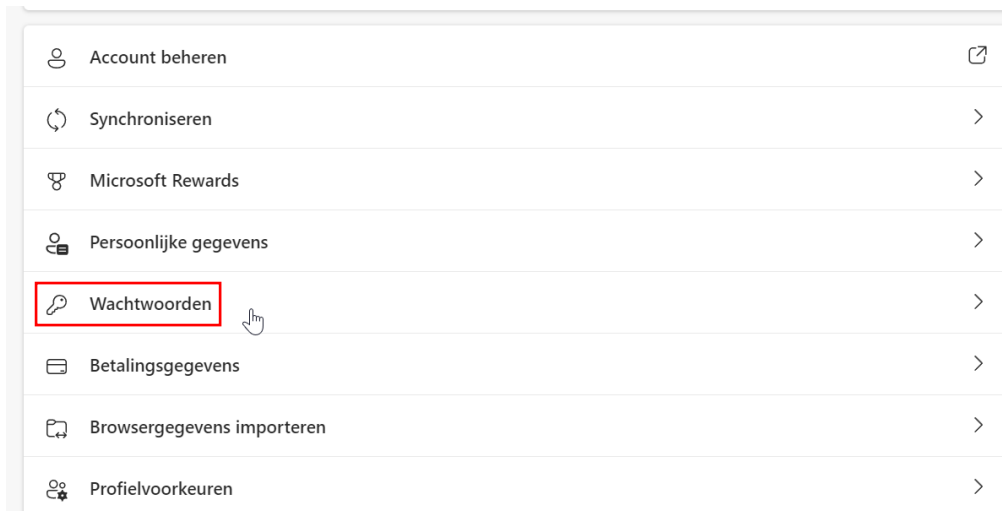 Account beheren
Synchroniseren
Microsoft Rewards
Persoonlijke gegevens
Wachtwoorden
Betalingsgegevens
Browsergegevens importeren
Profielvoorkeuren